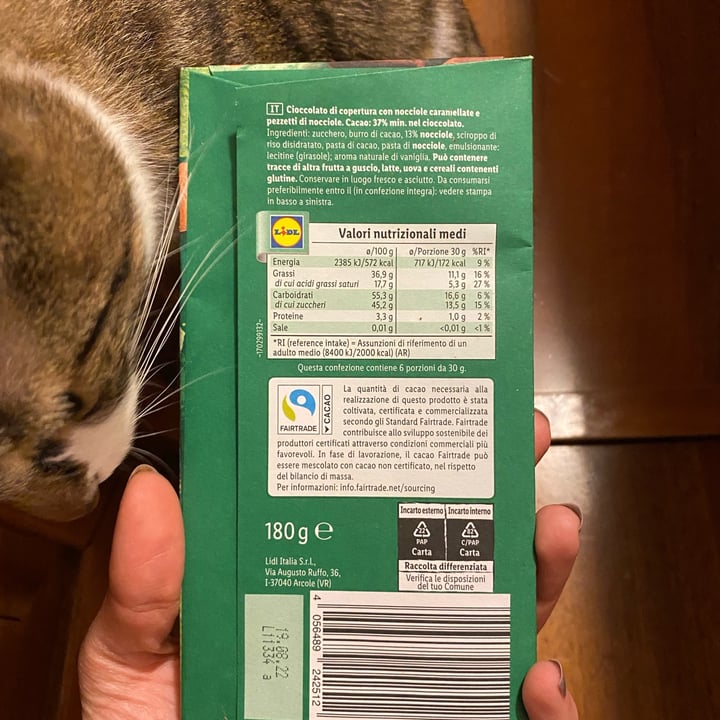 IT Cioccolato di copertura con nocciole caramellate e
pezzetti di nocciole. Cacao: 37% min. nel cioccolato.
Ingredienti: zucchero, burro di cacao, 13% nocciole, sciroppo di
riso disidratato, pasta di cacao, pasta di nocciole, emulsionante:
lecitine (girasole); aroma naturale di vaniglia. Può contenere
tracce di altra frutta a guscio, latte, uova e cereali contenenti
glutine. Conservare in luogo fresco e asciutto. Da consumarsi
preferibilmente entro il (in confezione integra): vedere stampa
in basso a sinistra.
LIDL
Valori nutrizionali medi
ø/100 g ø/Porzione 30 g %RI*
Energia 2385 kJ/572 kcal 717 kJ/172 kcal 9 %
Grassi 36,9 g 11,1 g 16 %
di cui acidi grassi saturi 17,7 g 5,3 g 27 %
Carboidrati 55,3 g 16,6 g 6 %
di cui zuccheri 45,2 g 13,5 g 15 %
Proteine 3,3 g 1,0 g 2 %
Sale 0,01 g <0,01 g <1 %
*RI (reference intake) = Assunzioni di riferimento di un
adulto medio (8400 kJ/2000 kcal) (AR)
-170299132-
Questa confezione contiene 6 porzioni da 30 g.
FAIRTRADE
CACAO
La quantità di cacao necessaria alla
realizzazione di questo prodotto è stata
coltivata, certificata e commercializzata
secondo gli Standard Fairtrade. Fairtrade
contribuisce allo sviluppo sostenibile dei
produttori certificati attraverso condizioni commerciali più
favorevoli. In fase di lavorazione, il cacao Fairtrade può
essere mescolato con cacao non certificato, nel rispetto
del bilancio di massa.
Per informazioni: info.fairtrade.net/sourcing
180 g e
Lidl Italia S.r.l.,
Via Augusto Ruffo, 36,
I-37040 Arcole (VR)
Incarto esterno Incarto interno
22 82
PAP C/PAP
Carta Carta
Raccolta differenziata
Verifica le disposizioni
del tuo Comune
19.08.22
L11334 a
4 056489 242512